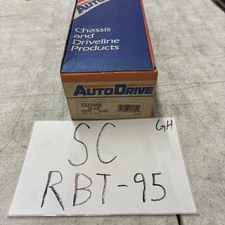 Chassis
and
Driveline
Products
AUTODRIVE
SC
GH
RBT-95